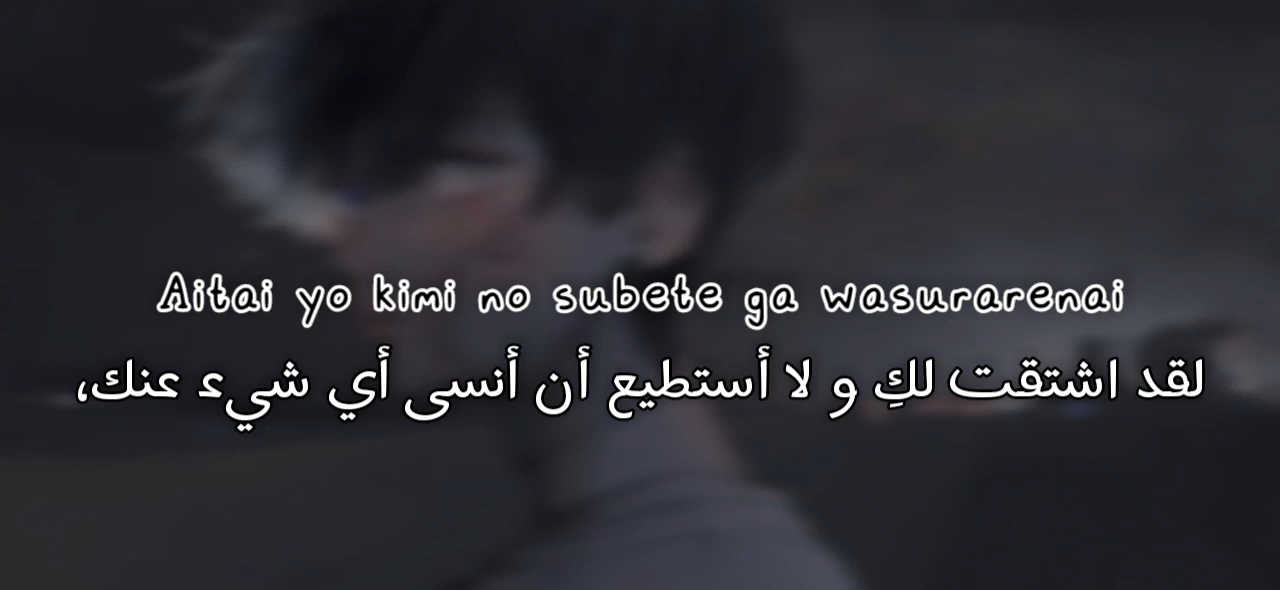 Aitai yo kimi no subete ga wasurarenai
لقد اشتقت لكِ و لا أستطيع أن أنسى أي شيء عنك،